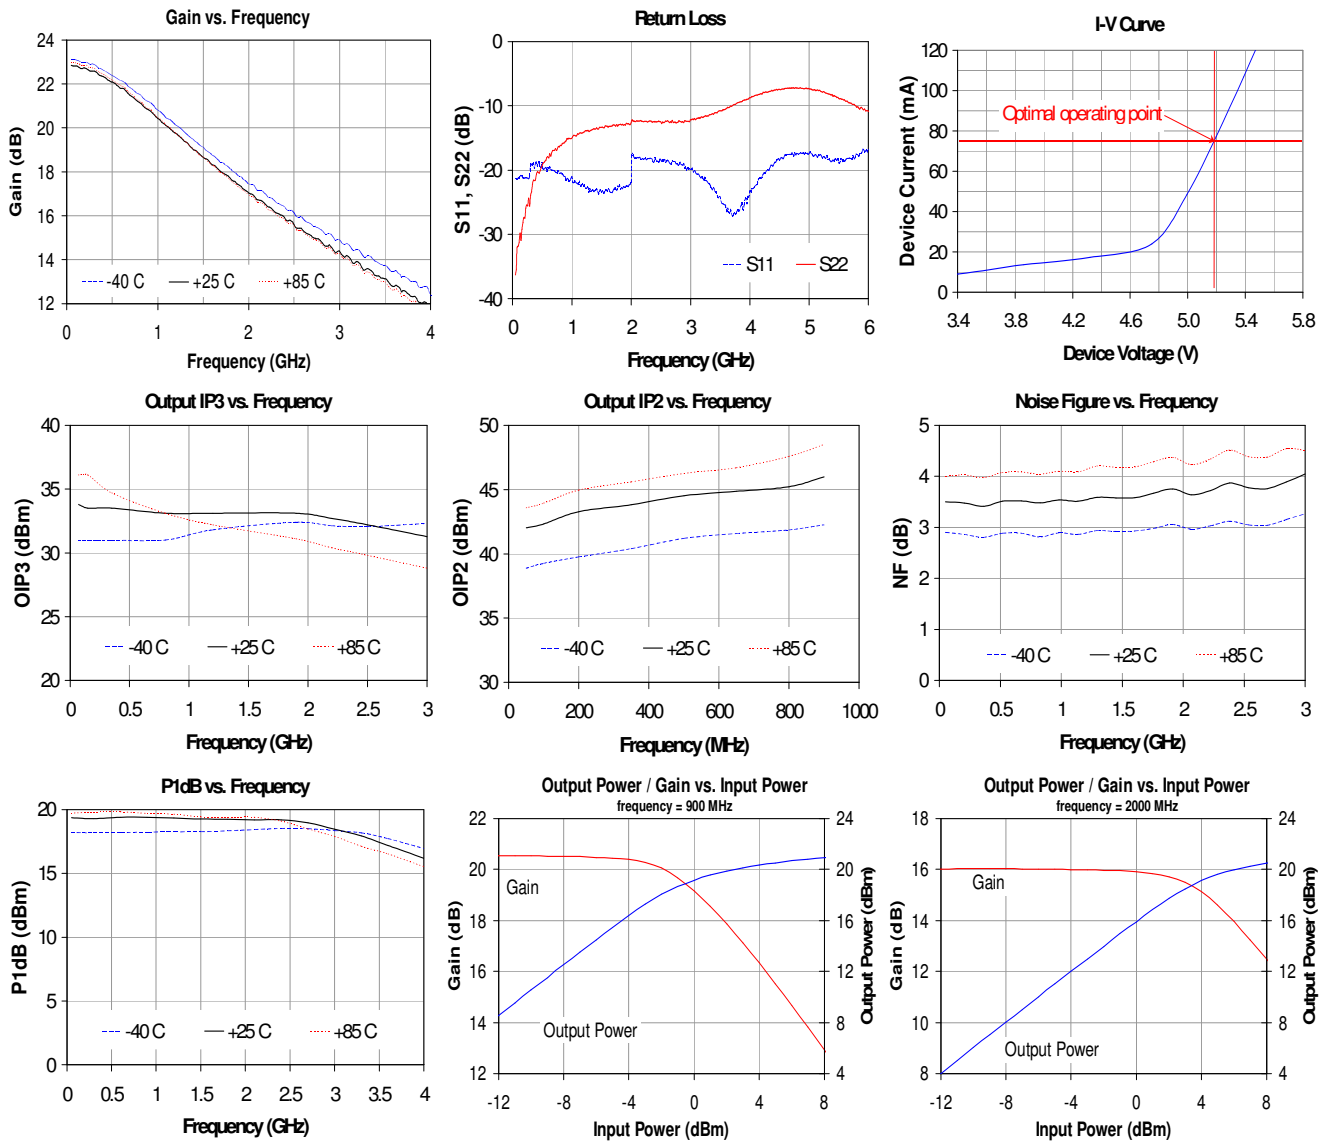 Gain vs. Frequency
24
22
20
18
16
14
12
Gain (dB)
-40 C +25 C +85 C
0 1 2 3 4
Frequency (GHz)
Return Loss
0
-10
-20
-30
-40
S11, S22 (dB)
S11 S22
0 1 2 3 4 5 6
Frequency (GHz)
I-V Curve
120
100
80
60
40
20
0
Device Current (mA)
Optimal operating point
3.4 3.8 4.2 4.6 5.0 5.4 5.8
Device Voltage (V)
Output IP3 vs. Frequency
40
35
30
25
20
OIP3 (dBm)
-40 C +25 C +85 C
0 0.5 1 1.5 2 2.5 3
Frequency (GHz)
Output IP2 vs. Frequency
50
45
40
35
30
OIP2 (dBm)
-40 C +25 C +85 C
0 200 400 600 800 1000
Frequency (MHz)
Noise Figure vs. Frequency
5
4
3
2
1
0
NF (dB)
-40 C +25 C +85 C
0 0.5 1 1.5 2 2.5 3
Frequency (GHz)
P1dB vs. Frequency
20
15
10
5
0
P1dB (dBm)
-40 C +25 C +85 C
0 0.5 1 1.5 2 2.5 3 3.5 4
Frequency (GHz)
Output Power / Gain vs. Input Power
frequency = 900 MHz
22
20
18
16
14
12
Gain (dB)
Gain
Output Power
24
20
16
12
8
4
Output Power (dBm)
-12 -8 -4 0 4 8
Input Power (dBm)
Output Power / Gain vs. Input Power
frequency = 2000 MHz
18
16
14
12
10
8
Gain (dB)
Gain
Output Power
24
20
16
12
8
4
Output Power (dBm)
-12 -8 -4 0 4 8
Input Power (dBm)